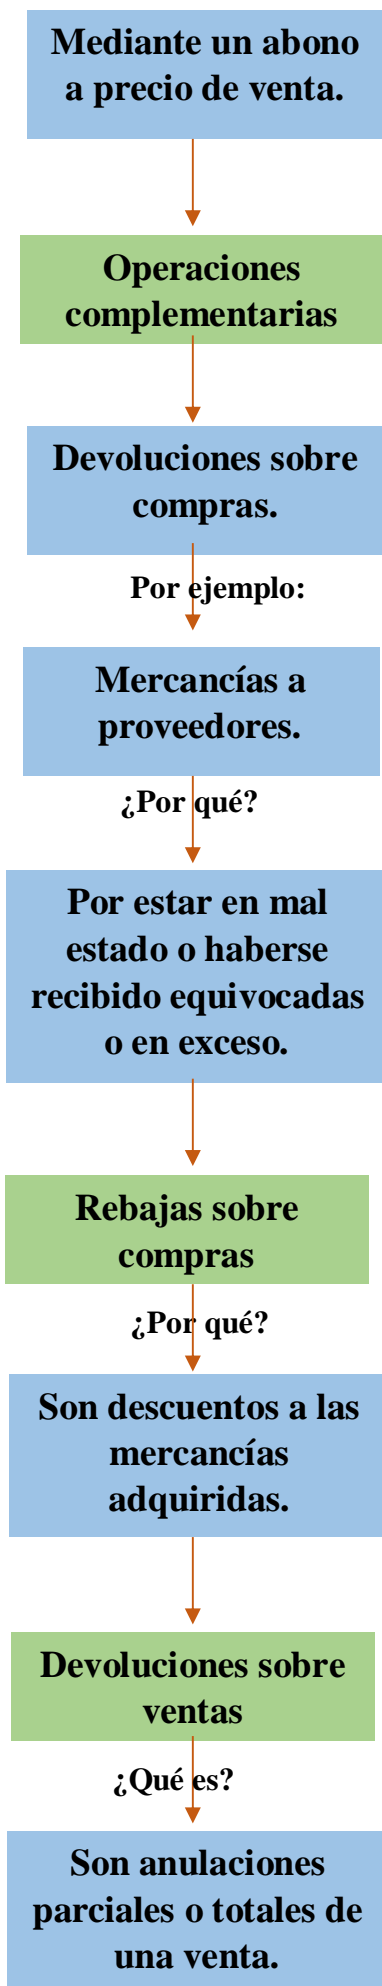 Mediante un abono
a precio de venta.
Operaciones
complementarias
Devoluciones sobre
compras.
Por ejemplo:
Mercancías a
proveedores.
¿Por qué?
Por estar en mal
estado o haberse
recibido equivocadas
o en exceso.
Rebajas sobre
compras
¿Por qué?
Son descuentos a las
mercancías
adquiridas.
Devoluciones sobre
ventas
¿Qué es?
Son anulaciones
parciales o totales de
una venta.